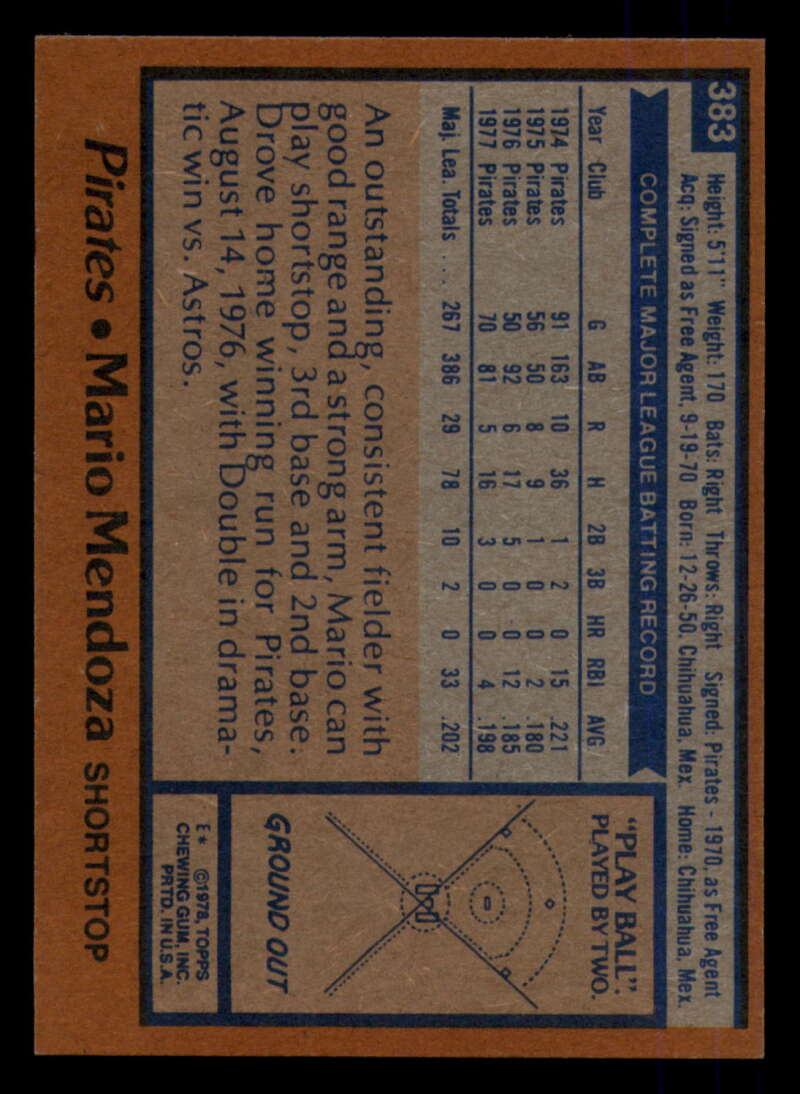 383
Height: 5'11" Weight: 170 Bats: Right Throws: Right Signed: Pirates - 1970, as Free Agent
Acq: Signed as Free Agent, 9-19-70 Born: 12-26-50, Chihuahua, Mex. Home: Chihuahua, Mex.
COMPLETE MAJOR LEAGUE BATTING RECORD
Year Club G AB R H 2B 3B HR RBI AVG
1974 Pirates 91 163 10 36 1 2 0 15 .221
1975 Pirates 56 50 8 9 1 0 0 2 .180
1976 Pirates 50 92 6 17 5 0 0 12 .185
1977 Pirates 70 81 5 16 3 0 0 4 .198
Maj. Lea. Totals ... 267 386 29 78 10 2 0 33 .202
An outstanding, consistent fielder with
good range and a strong arm, Mario can
play shortstop, 3rd base and 2nd base.
Drove home winning run for Pirates,
August 14, 1976, with Double in drama-
tic win vs. Astros.
"PLAY BALL".
PLAYED BY TWO.
GROUND OUT
E* ©1978, TOPPS
CHEWING GUM, INC.
PRTD. IN U.S.A.
Pirates • Mario Mendoza SHORTSTOP